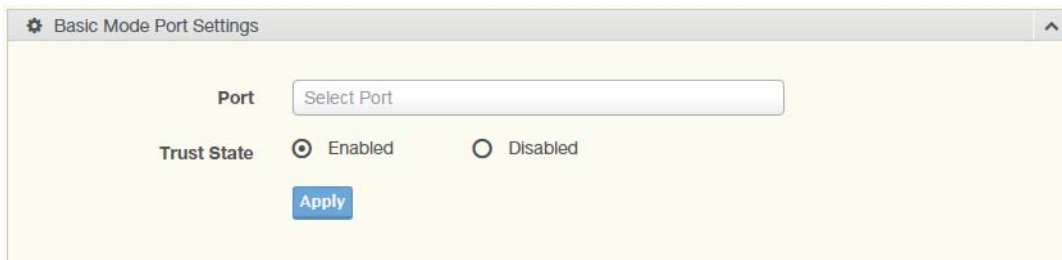 Basic Mode Port Settings
Port Select Port
Trust State Enabled Disabled
Apply